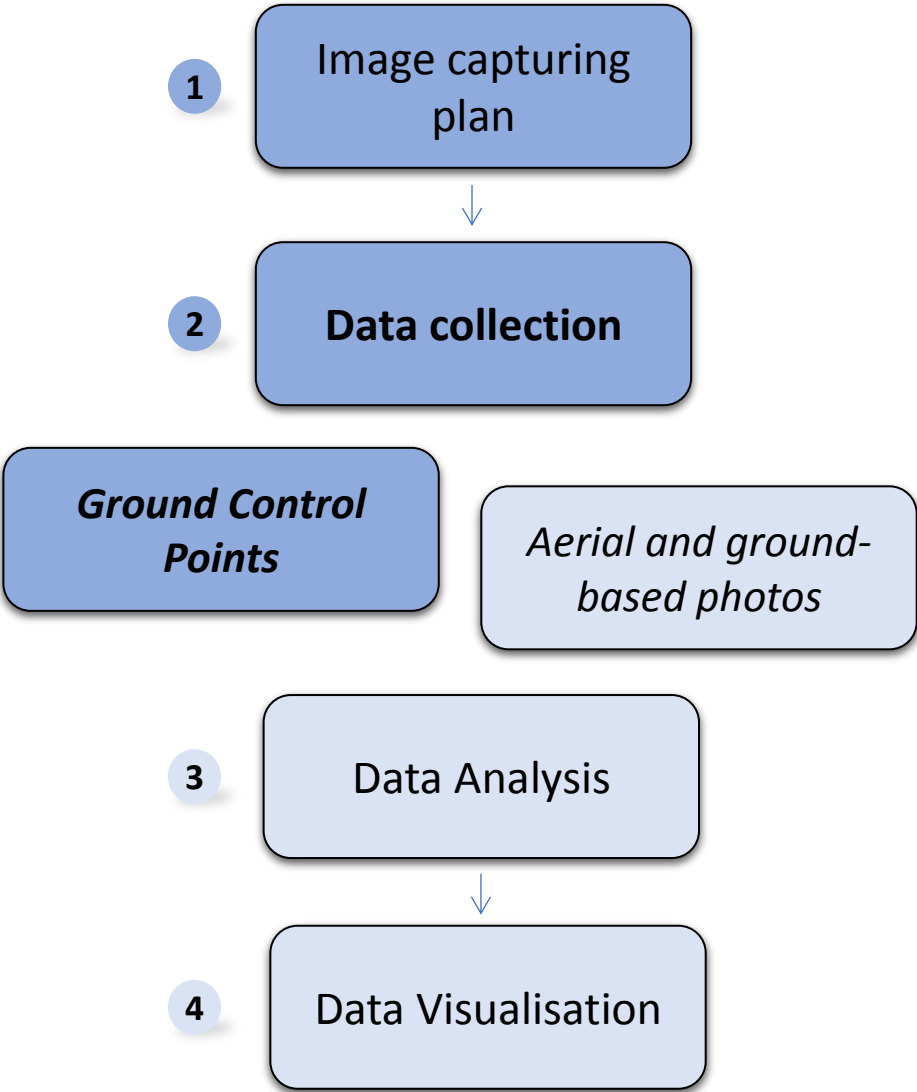 1
Image capturing
plan
2
Data collection
Ground Control
Points
Aerial and ground-
based photos
3
Data Analysis
4
Data Visualisation